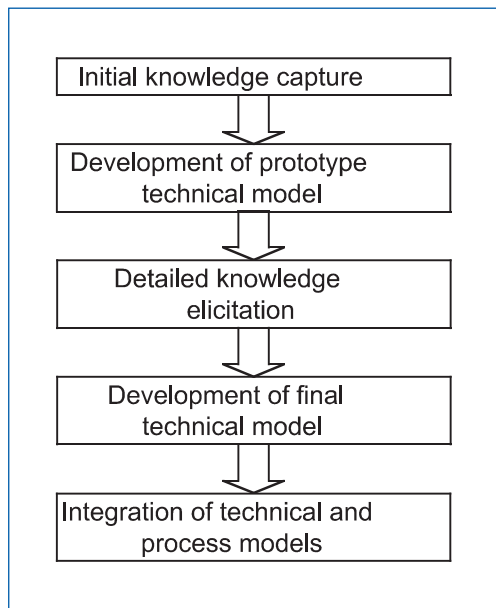 Initial knowledge capture
Development of prototype
technical model
Detailed knowledge
elicitation
Development of final
technical model
Integration of technical and
process models